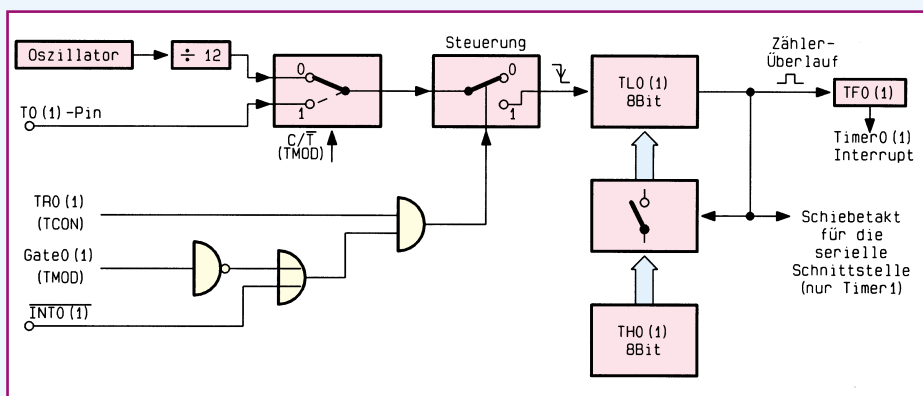 Oszillator
÷ 12
T0(1)-Pin
0
1
C/T̅
(TMOD)
Steuerung
0
1
TL0(1)
8Bit
Zähler-
Überlauf
TF0(1)
Timer0(1)
Interrupt
TR0(1)
(TCON)
Gate0(1)
(TMOD)
I̅N̅T̅0̅(̅1̅)̅
Schiebetakt
für die
serielle
Schnittstelle
(nur Timer1)
TH0(1)
8Bit